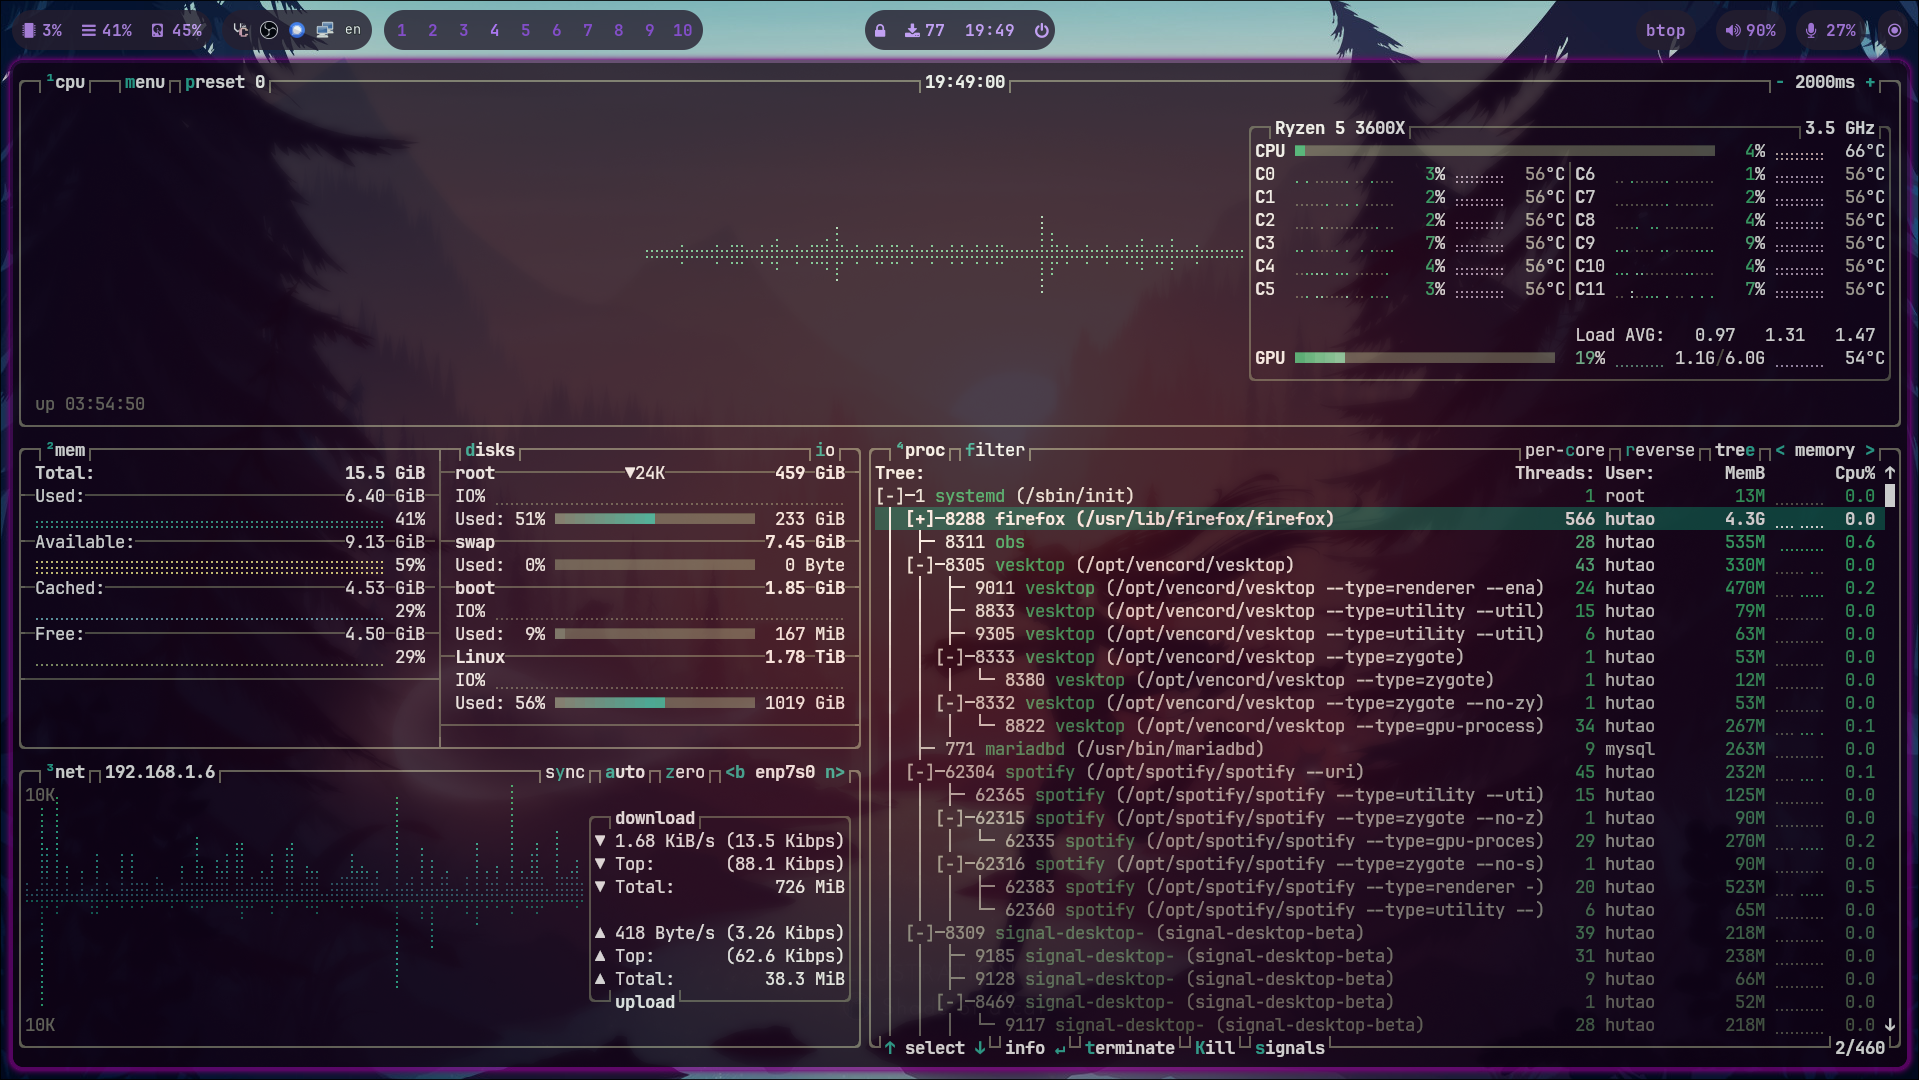 3% 41% 45% en 1 2 3 4 5 6 7 8 9 10 77 19:49 btop 90% 27%
¹cpu menu preset 0 19:49:00 - 2000ms +
Ryzen 5 3600X 3.5 GHz
CPU 4% 66°C
C0 3% 56°C C6 1% 56°C
C1 2% 56°C C7 2% 56°C
C2 2% 56°C C8 4% 56°C
C3 7% 56°C C9 9% 56°C
C4 4% 56°C C10 4% 56°C
C5 3% 56°C C11 7% 56°C
Load AVG: 0.97 1.31 1.47
GPU 19% 1.1G/6.0G 54°C
up 03:54:50
²mem
Total: 15.5 GiB
Used: 6.40 GiB
41%
Available: 9.13 GiB
59%
Cached: 4.53 GiB
29%
Free: 4.50 GiB
29%
disks io
root ▼24K 459 GiB
IO%
Used: 51% 233 GiB
swap 7.45 GiB
Used: 0% 0 Byte
boot 1.85 GiB
IO%
Used: 9% 167 MiB
Linux 1.78 TiB
IO%
Used: 56% 1019 GiB
³net 192.168.1.6 sync auto zero <b enp7s0 n>
10K
download
▼ 1.68 KiB/s (13.5 Kibps)
▼ Top: (88.1 Kibps)
▼ Total: 726 MiB
▲ 418 Byte/s (3.26 Kibps)
▲ Top: (62.6 Kibps)
▲ Total: 38.3 MiB
upload
10K
⁴proc filter per-core reverse tree < memory >
Tree: Threads: User: MemB Cpu% ↑
[-]─1 systemd (/sbin/init) 1 root 13M 0.0
[+]─8288 firefox (/usr/lib/firefox/firefox) 566 hutao 4.3G 0.0
├─ 8311 obs 28 hutao 535M 0.6
[-]─8305 vesktop (/opt/vencord/vesktop) 43 hutao 330M 0.0
├─ 9011 vesktop (/opt/vencord/vesktop --type=renderer --ena) 24 hutao 470M 0.2
├─ 8833 vesktop (/opt/vencord/vesktop --type=utility --util) 15 hutao 79M 0.0
├─ 9305 vesktop (/opt/vencord/vesktop --type=utility --util) 6 hutao 63M 0.0
[-]─8333 vesktop (/opt/vencord/vesktop --type=zygote) 1 hutao 53M 0.0
└─ 8380 vesktop (/opt/vencord/vesktop --type=zygote) 1 hutao 12M 0.0
[-]─8332 vesktop (/opt/vencord/vesktop --type=zygote --no-zy) 1 hutao 53M 0.0
└─ 8822 vesktop (/opt/vencord/vesktop --type=gpu-process) 34 hutao 267M 0.1
├─ 771 mariadbd (/usr/bin/mariadbd) 9 mysql 263M 0.0
[-]─62304 spotify (/opt/spotify/spotify --uri) 45 hutao 232M 0.1
├─ 62365 spotify (/opt/spotify/spotify --type=utility --uti) 15 hutao 125M 0.0
[-]─62315 spotify (/opt/spotify/spotify --type=zygote --no-z) 1 hutao 90M 0.0
└─ 62335 spotify (/opt/spotify/spotify --type=gpu-proces) 29 hutao 270M 0.2
[-]─62316 spotify (/opt/spotify/spotify --type=zygote --no-s) 1 hutao 90M 0.0
├─ 62383 spotify (/opt/spotify/spotify --type=renderer -) 20 hutao 523M 0.5
└─ 62360 spotify (/opt/spotify/spotify --type=utility --) 6 hutao 65M 0.0
[-]─8309 signal-desktop- (signal-desktop-beta) 39 hutao 218M 0.0
├─ 9185 signal-desktop- (signal-desktop-beta) 31 hutao 238M 0.0
├─ 9128 signal-desktop- (signal-desktop-beta) 9 hutao 66M 0.0
[-]─8469 signal-desktop- (signal-desktop-beta) 1 hutao 52M 0.0
└─ 9117 signal-desktop- (signal-desktop-beta) 28 hutao 218M 0.0 ↓
↑ select ↓ info ↵ terminate Kill signals 2/460